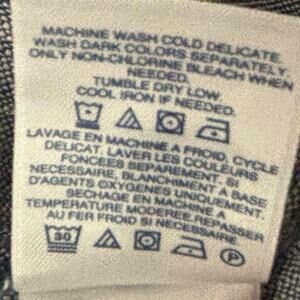 MACHINE WASH COLD DELICATE.
WASH DARK COLORS SEPARATELY.
ONLY NON-CHLORINE BLEACH WHEN
NEEDED.
TUMBLE DRY LOW
COOL IRON IF NEEDED.
LAVAGE EN MACHINE A FROID, CYCLE
DELICAT. LAVER LES COULEURS
FONCEES SEPAREMENT. SI
NECESSAIRE, BLANCHIMENT A BASE
D'AGENTS OXYGENES UNIQUEMENT.
SECHAGE EN MACHINE A
TEMPERATURE MODEREE. REPASSER
AU FER FROID SI NECESSAIRE
30 P